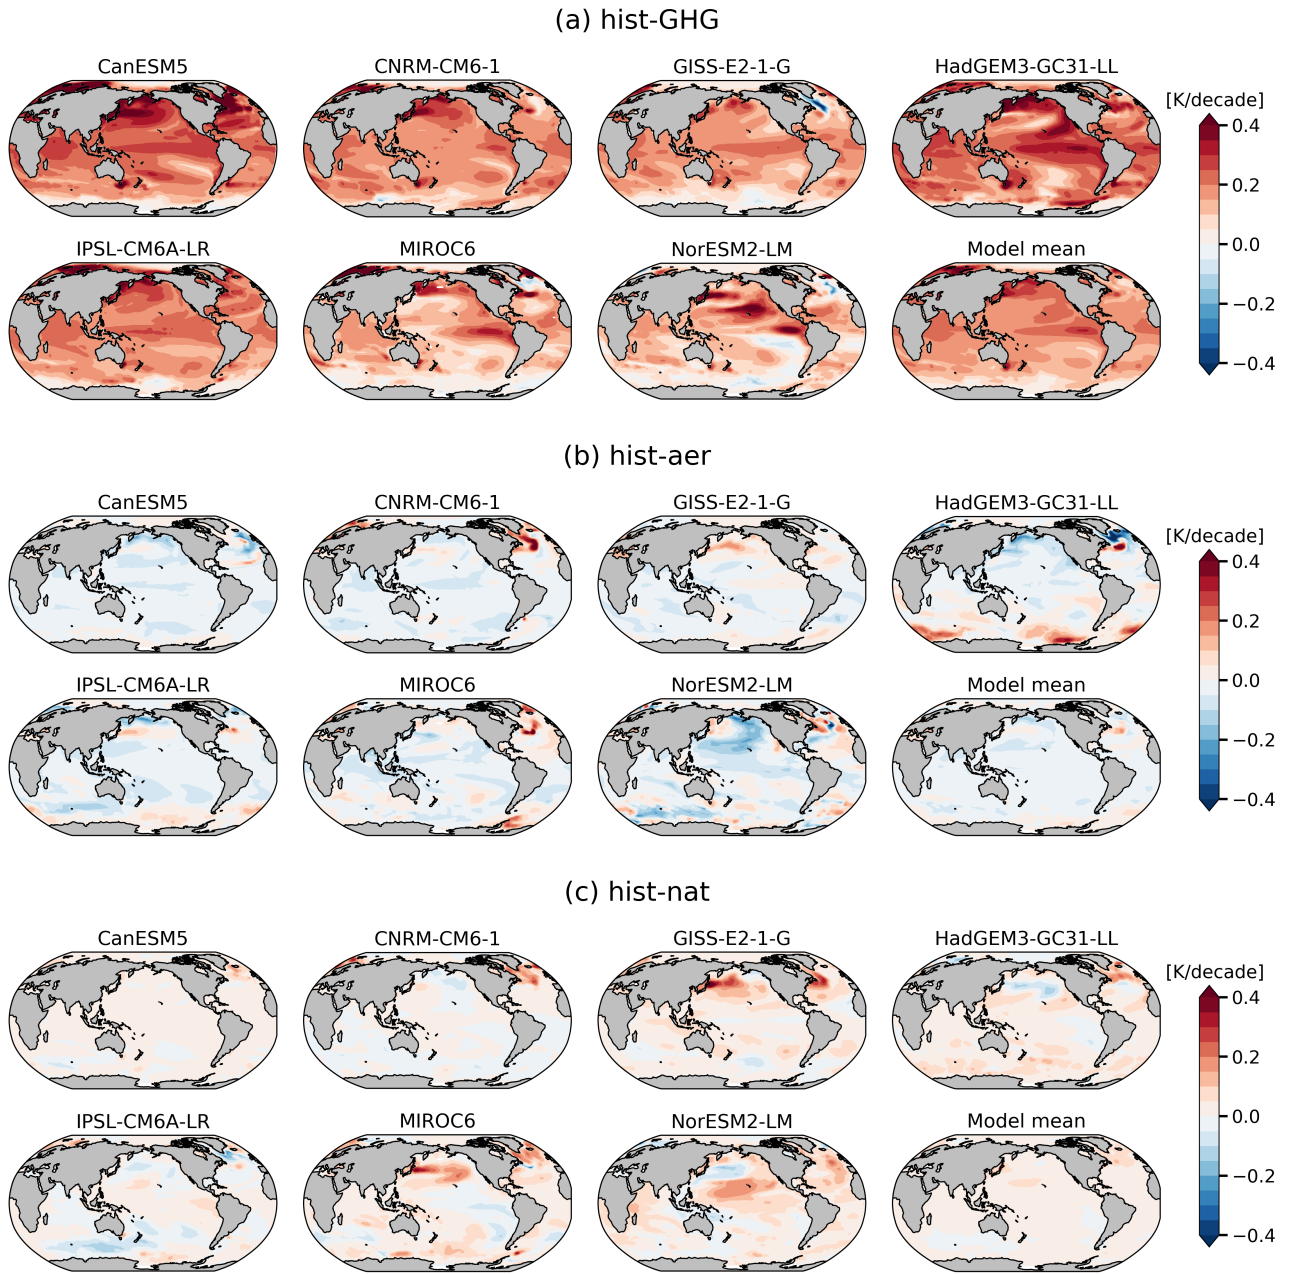 (a) hist-GHG
CanESM5 CNRM-CM6-1 GISS-E2-1-G HadGEM3-GC31-LL
[K/decade]
0.4
0.2
0.0
−0.2
−0.4
IPSL-CM6A-LR MIROC6 NorESM2-LM Model mean
(b) hist-aer
CanESM5 CNRM-CM6-1 GISS-E2-1-G HadGEM3-GC31-LL
[K/decade]
0.4
0.2
0.0
−0.2
−0.4
IPSL-CM6A-LR MIROC6 NorESM2-LM Model mean
(c) hist-nat
CanESM5 CNRM-CM6-1 GISS-E2-1-G HadGEM3-GC31-LL
[K/decade]
0.4
0.2
0.0
−0.2
−0.4
IPSL-CM6A-LR MIROC6 NorESM2-LM Model mean